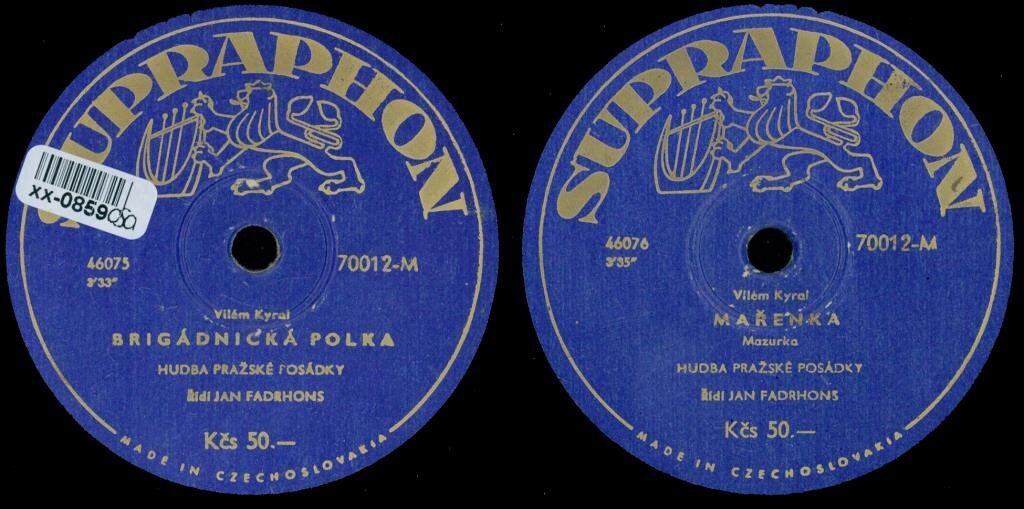 SUPRAPHON
XX-0859
46075
3'33"
70012-M
Vilém Kyral
BRIGÁDNICKÁ POLKA
HUDBA PRAŽSKÉ POSÁDKY
Řídí JAN FADRHONS
Kčs 50.—
MADE IN CZECHOSLOVAKIA
SUPRAPHON
46076
3'35"
70012-M
Vilém Kyral
MAŘENKA
Mazurka
HUDBA PRAŽSKÉ POSÁDKY
Řídí JAN FADRHONS
Kčs 50.—
MADE IN CZECHOSLOVAKIA